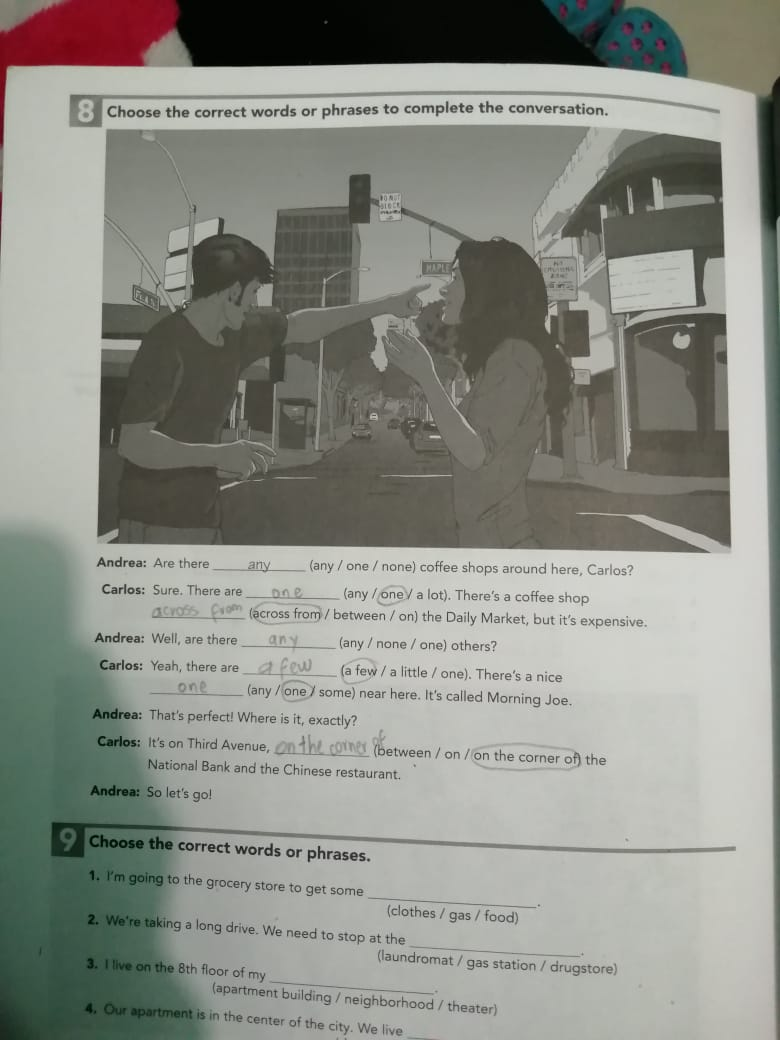 8 Choose the correct words or phrases to complete the conversation.
DO NOT
BLOCK
MAPLE
Andrea: Are there any (any / one / none) coffee shops around here, Carlos?
Carlos: Sure. There are one (any / one / a lot). There's a coffee shop
across from (across from / between / on) the Daily Market, but it's expensive.
Andrea: Well, are there any (any / none / one) others?
Carlos: Yeah, there are a few (a few / a little / one). There's a nice
one (any / one / some) near here. It's called Morning Joe.
Andrea: That's perfect! Where is it, exactly?
Carlos: It's on Third Avenue, on the corner of (between / on / on the corner of) the
National Bank and the Chinese restaurant.
Andrea: So let's go!
9 Choose the correct words or phrases.
1. I'm going to the grocery store to get some ____.
(clothes / gas / food)
2. We're taking a long drive. We need to stop at the ____.
(laundromat / gas station / drugstore)
3. I live on the 8th floor of my ____.
(apartment building / neighborhood / theater)
4. Our apartment is in the center of the city. We live